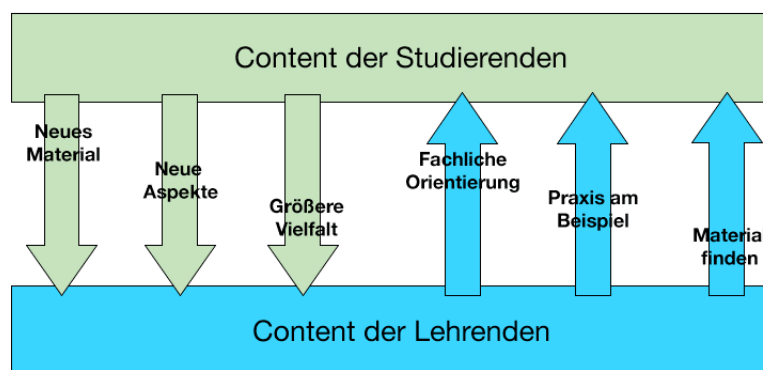 Content der Studierenden
Neues
Material
Neue
Aspekte
Größere
Vielfalt
Fachliche
Orientierung
Praxis am
Beispiel
Materia
finden
Content der Lehrenden